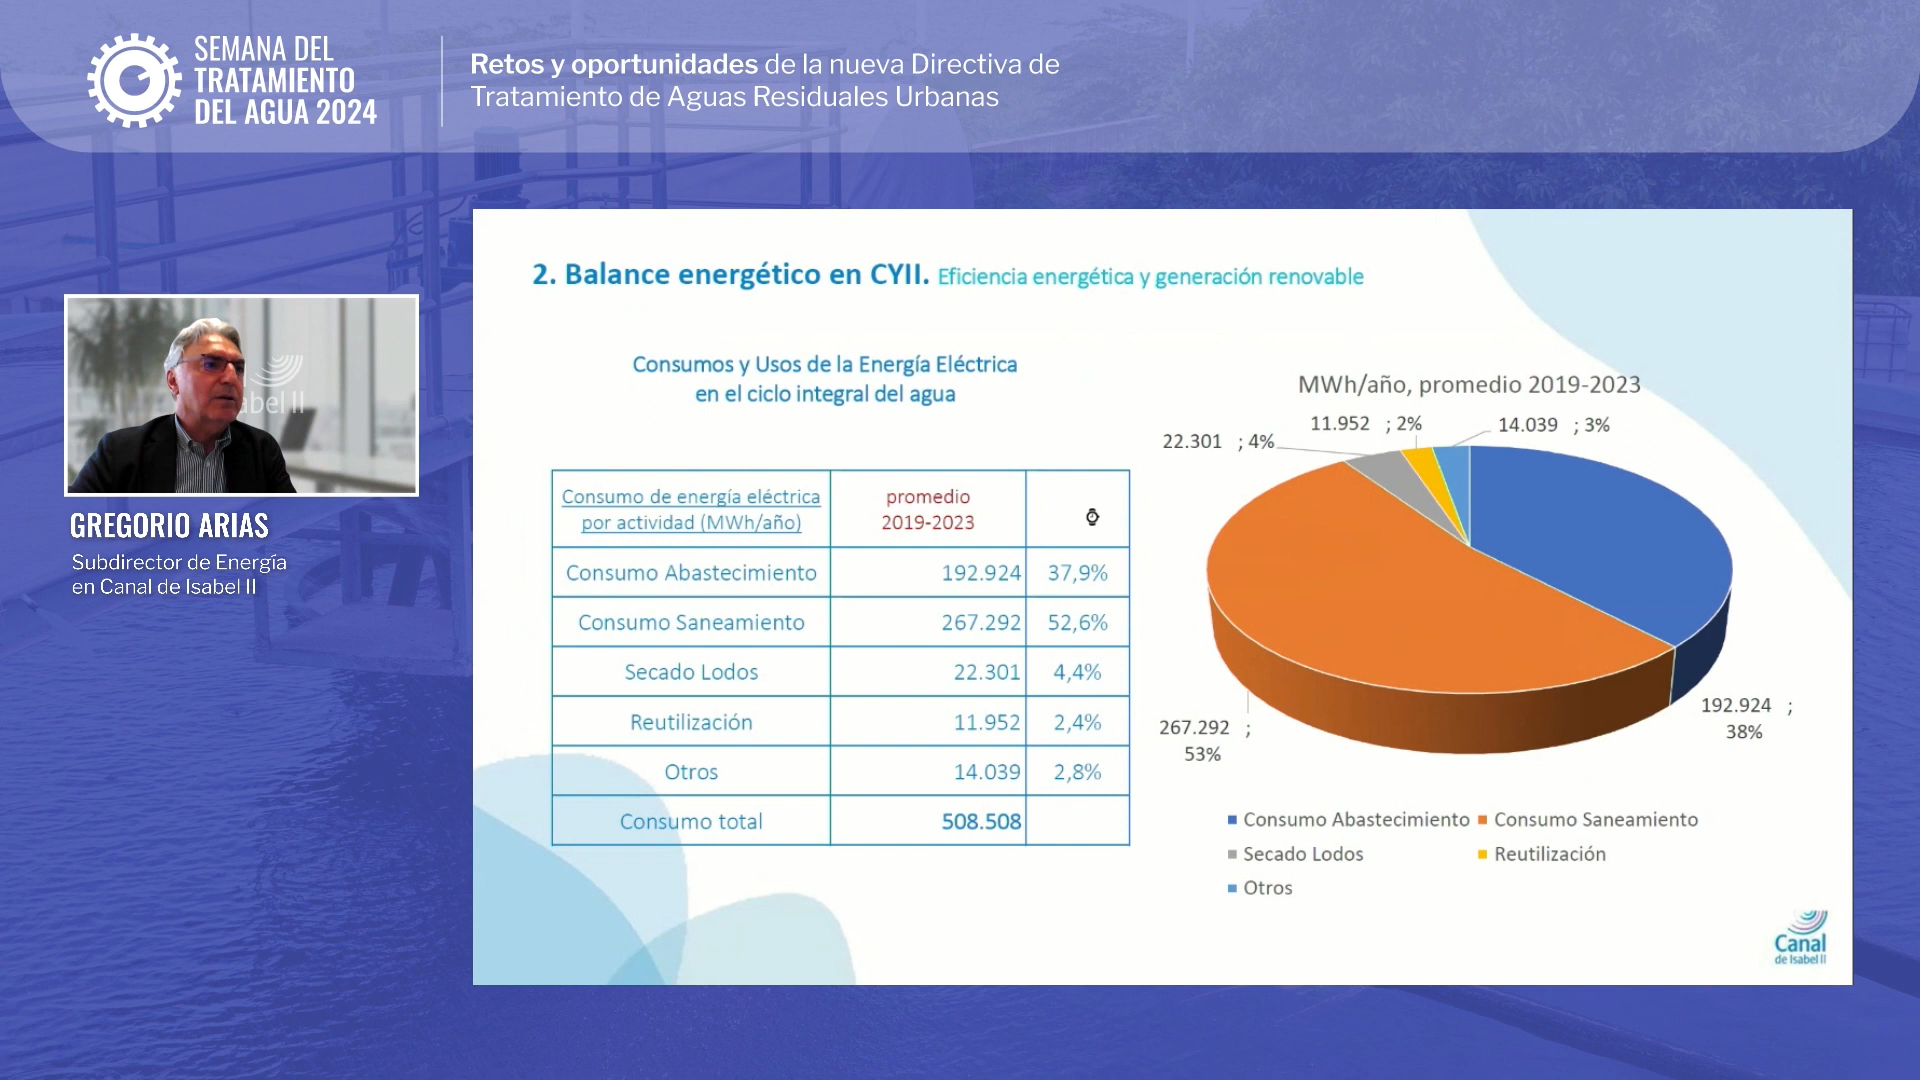 SEMANA DEL
TRATAMIENTO
DEL AGUA 2024
Retos y oportunidades de la nueva Directiva de
Tratamiento de Aguas Residuales Urbanas
abel II
GREGORIO ARIAS
Subdirector de Energía
en Canal de Isabel II
2. Balance energético en CYII. Eficiencia energética y generación renovable
Consumos y Usos de la Energía Eléctrica
en el ciclo integral del agua
Consumo de energía eléctrica
por actividad (MWh/año)
promedio
2019-2023
Consumo Abastecimiento 192.924 37,9%
Consumo Saneamiento 267.292 52,6%
Secado Lodos 22.301 4,4%
Reutilización 11.952 2,4%
Otros 14.039 2,8%
Consumo total 508.508
MWh/año, promedio 2019-2023
22.301 ; 4%
11.952 ; 2%
14.039 ; 3%
267.292 ;
53%
192.924 ;
38%
Consumo Abastecimiento
Consumo Saneamiento
Secado Lodos
Reutilización
Otros
Canal
de Isabel II